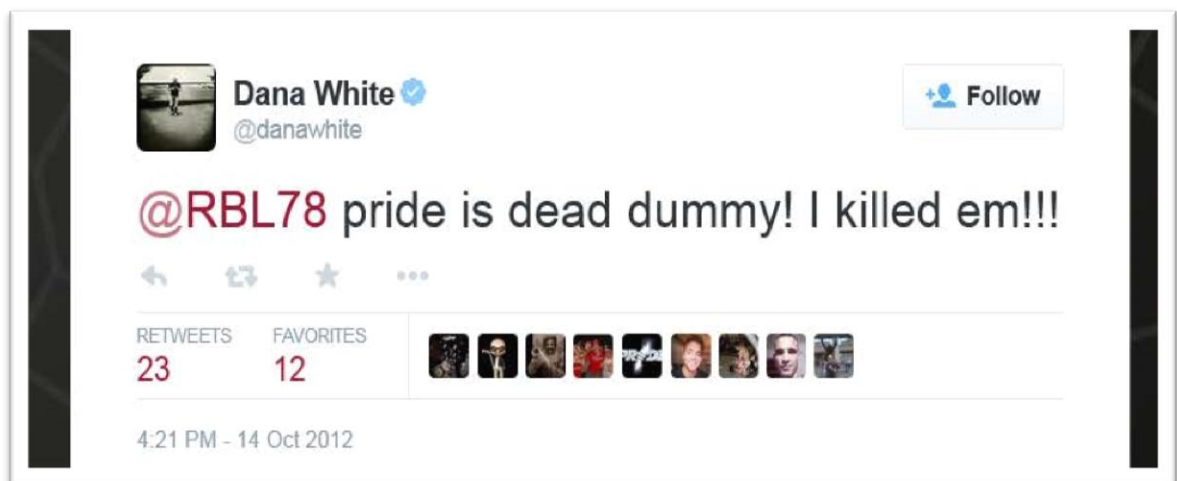 Dana White
Follow
@danawhite
@RBL78 pride is dead dummy! I killed em!!!
RETWEETS FAVORITES
23 12
PRIDE
4:21 PM - 14 Oct 2012